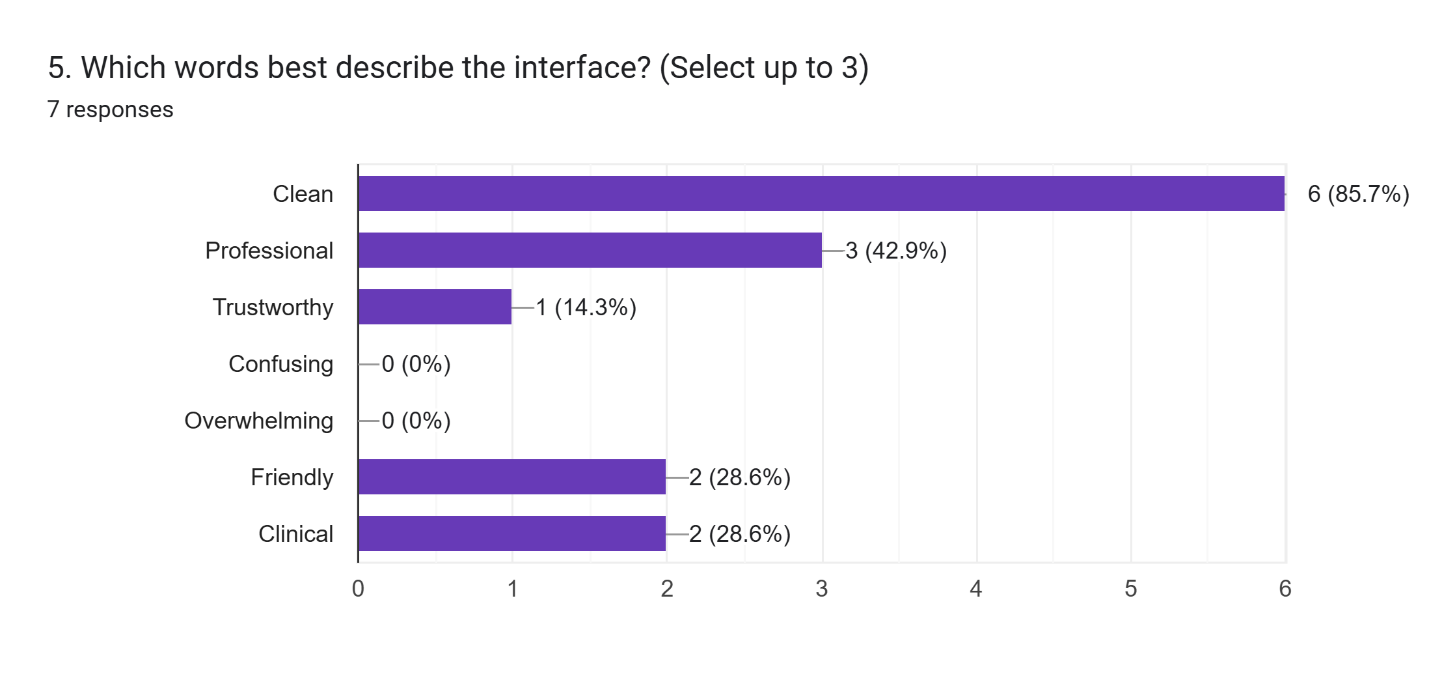 5. Which words best describe the interface? (Select up to 3)
7 responses
Clean 6 (85.7%)
Professional 3 (42.9%)
Trustworthy 1 (14.3%)
Confusing 0 (0%)
Overwhelming 0 (0%)
Friendly 2 (28.6%)
Clinical 2 (28.6%)
0 1 2 3 4 5 6